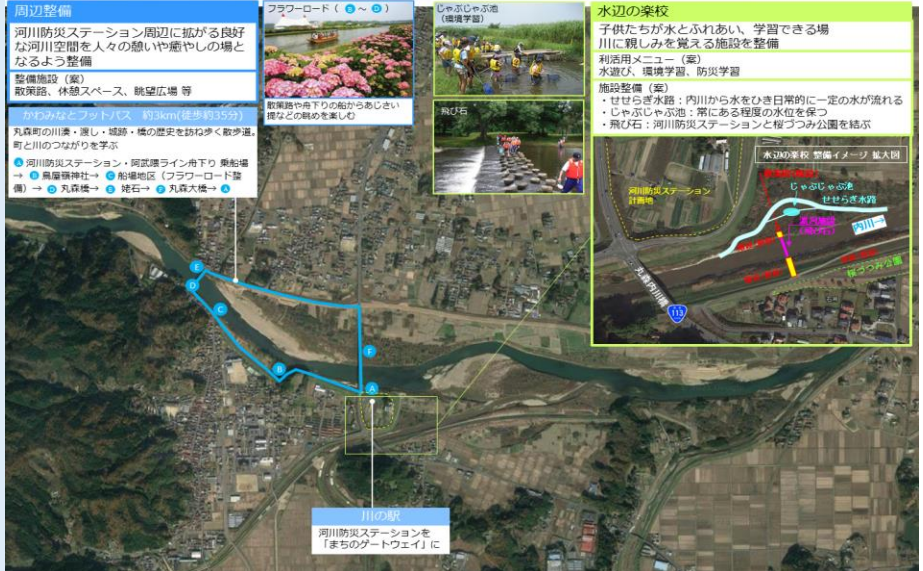 周辺整備
河川防災ステーション周辺に拡がる良好
な河川空間を人々の憩いや癒やしの場と
なるよう整備
整備施設（案）
散策路、休憩スペース、眺望広場 等
かわみなとフットパス 約3km(徒歩約35分)
丸森町の川湊・渡し・城跡・橋の歴史を訪ね歩く散歩道。
町と川のつながりを学ぶ
A 河川防災ステーション・阿武隈ライン舟下り 乗船場
→ B 鳥屋嶺神社→ C 船場地区（フラワーロード整
備）→ D 丸森橋→ E 姥石→ F 丸森大橋→ A
フラワーロード（ B ～ D ）
散策路や舟下りの船からあじさい
堤などの眺めを楽しむ
じゃぶじゃぶ池
（環境学習）
飛び石
水辺の楽校
子供たちが水とふれあい、学習できる場
川に親しみを覚える施設を整備
利活用メニュー（案）
水遊び、環境学習、防災学習
施設整備（案）
・せせらぎ水路：内川から水をひき日常的に一定の水が流れる
・じゃぶじゃぶ池：常にある程度の水位を保つ
・飛び石：河川防災ステーションと桜づつみ公園を結ぶ
水辺の楽校 整備イメージ 拡大図
河川防災ステーション
計画地
じゃぶじゃぶ池
せせらぎ水路
内川→
桜づつみ公園
丸森内川橋
113
E
D
C
B
F
A
川の駅
河川防災ステーションを
「まちのゲートウェイ」に